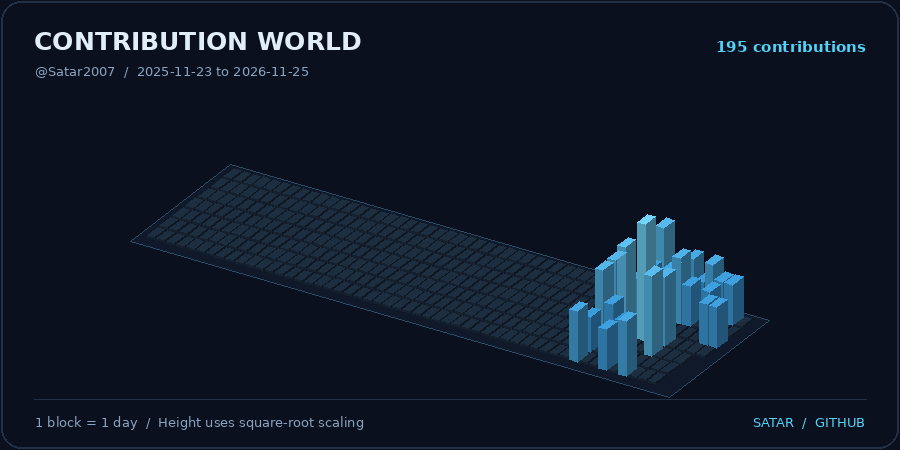 CONTRIBUTION WORLD
195 contributions
@Satar2007 / 2025-11-23 to 2026-11-25
1 block = 1 day / Height uses square-root scaling
SATAR / GITHUB